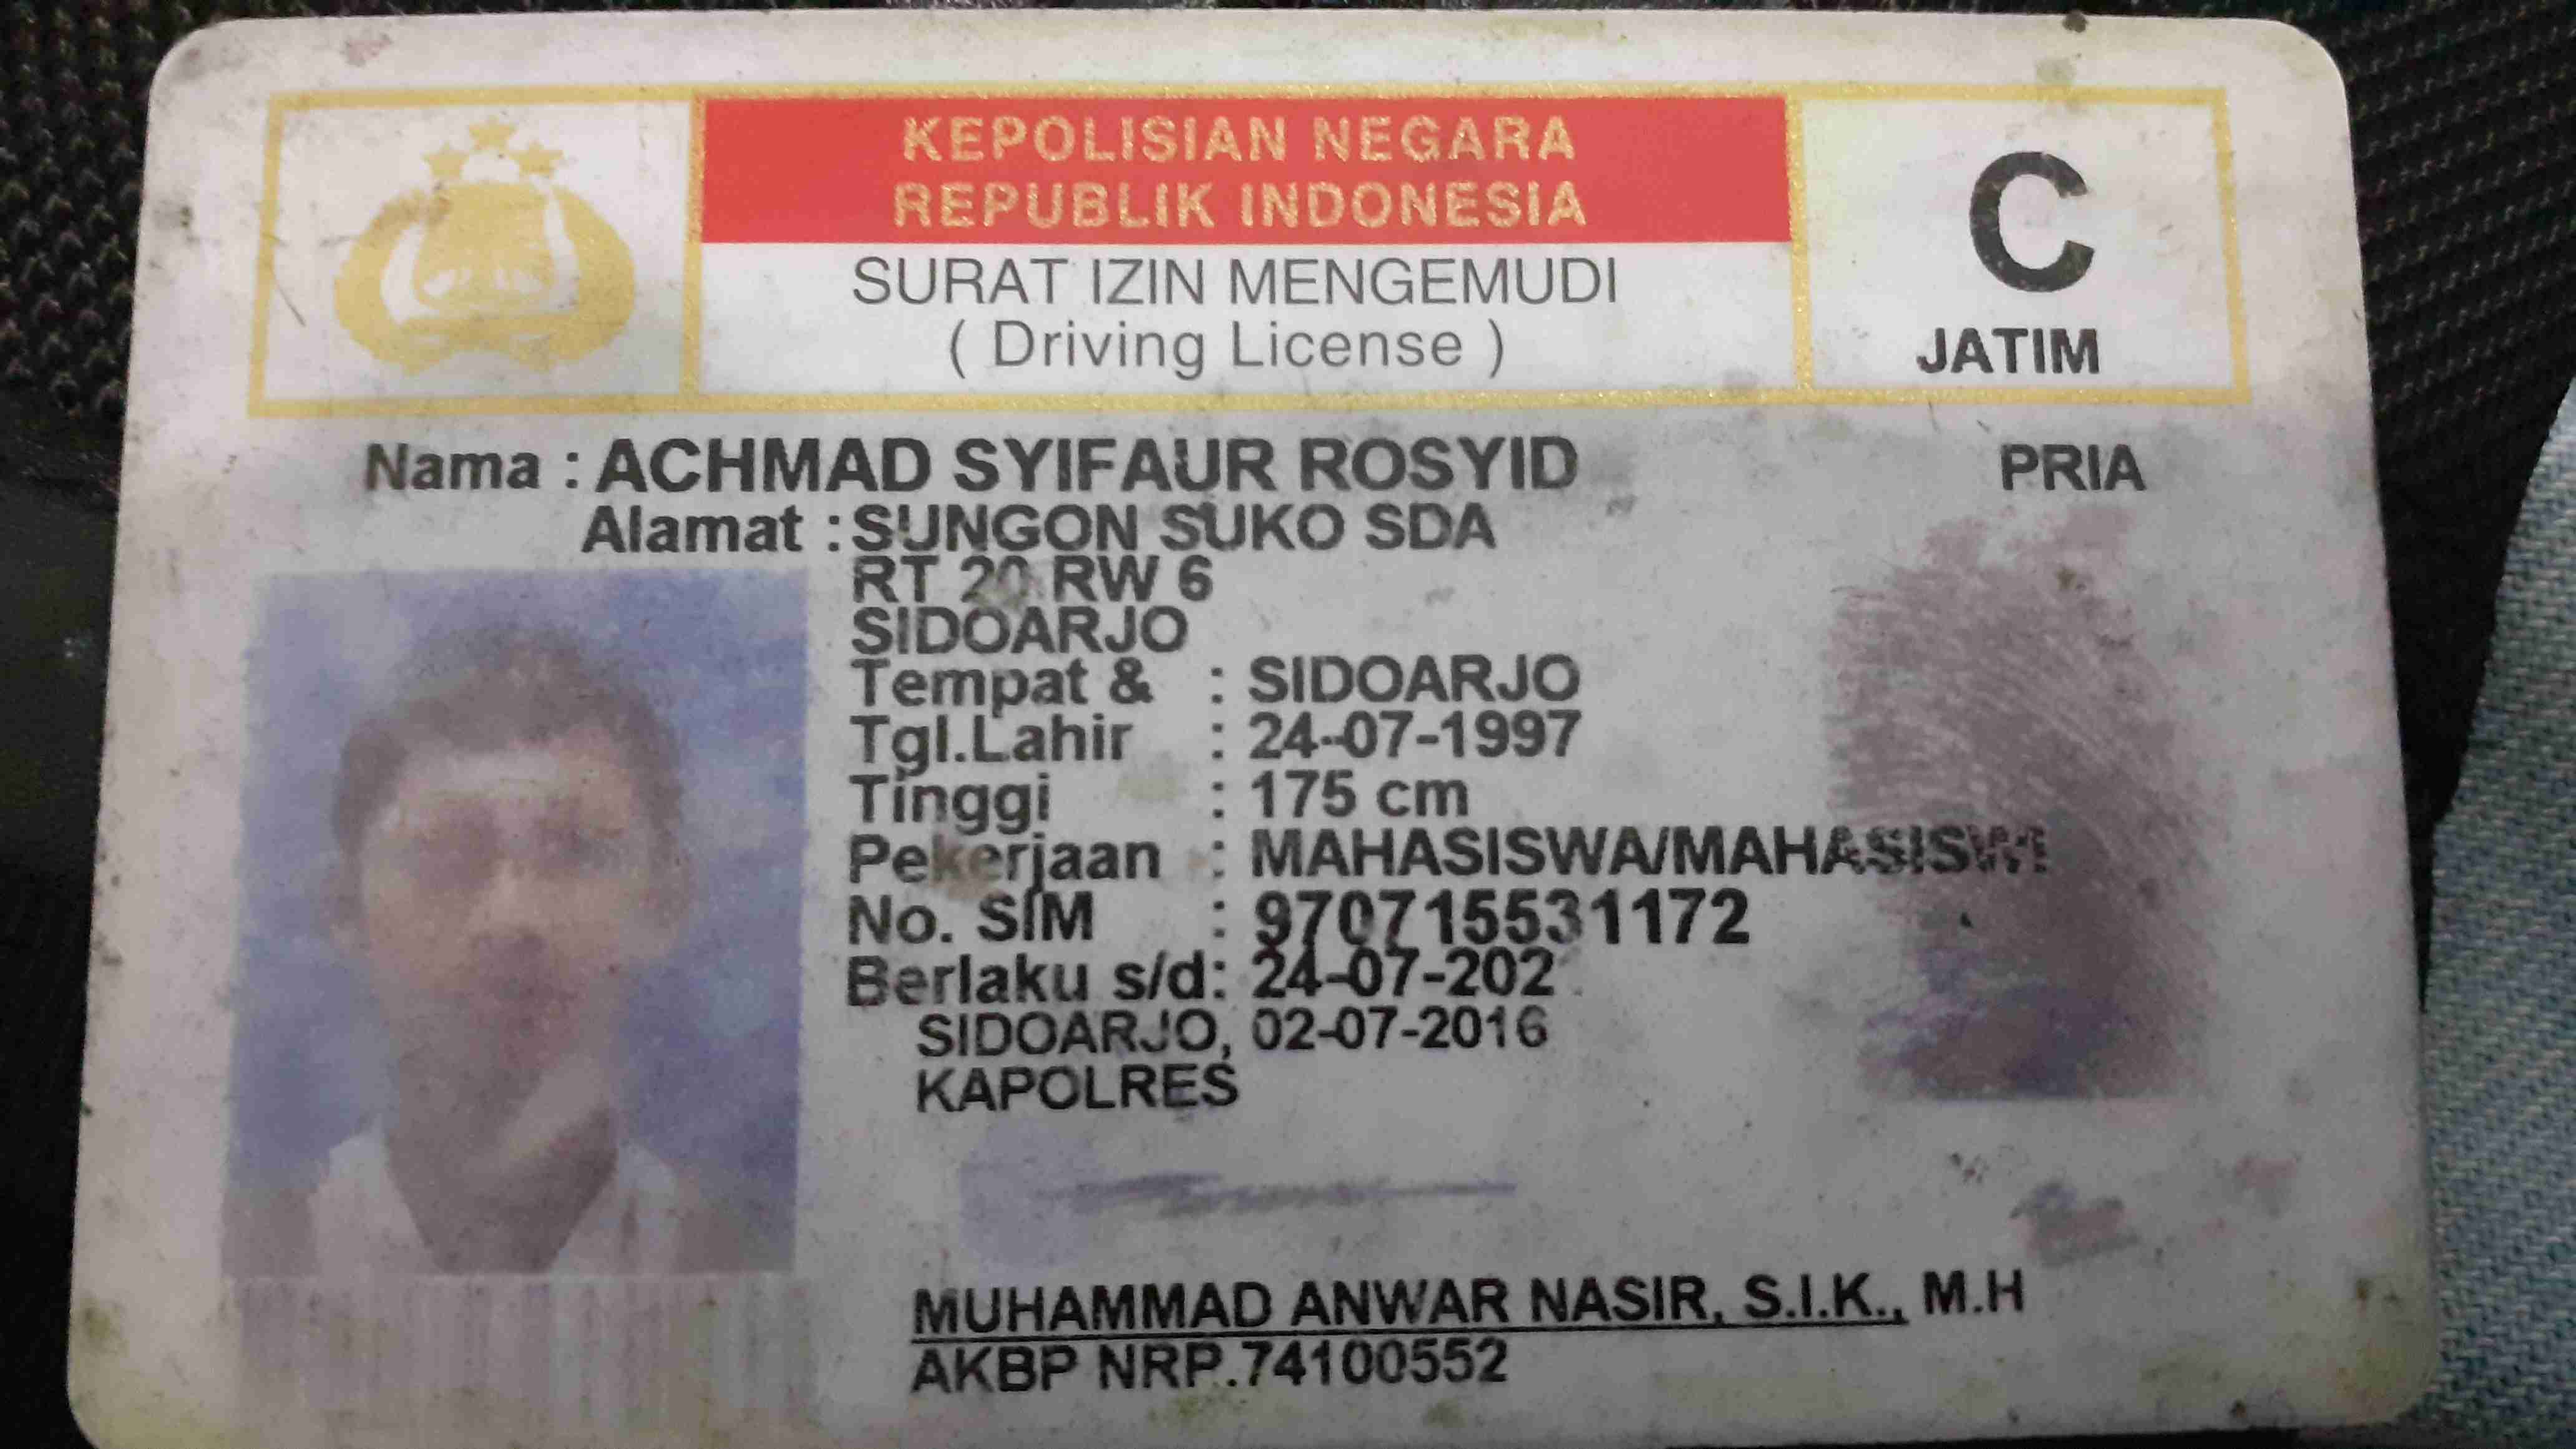 KEPOLISIAN NEGARA
REPUBLIK INDONESIA
SURAT IZIN MENGEMUDI
( Driving License )
C
JATIM
Nama : ACHMAD SYIFAUR ROSYID
PRIA
Alamat : SUNGON SUKO SDA
RT 20 RW 6
SIDOARJO
Tempat & : SIDOARJO
Tgl.Lahir : 24-07-1997
Tinggi : 175 cm
Pekerjaan : MAHASISWA/MAHASISWI
No. SIM : 970715531172
Berlaku s/d: 24-07-202
SIDOARJO, 02-07-2016
KAPOLRES
MUHAMMAD ANWAR NASIR, S.I.K., M.H
AKBP NRP.74100552